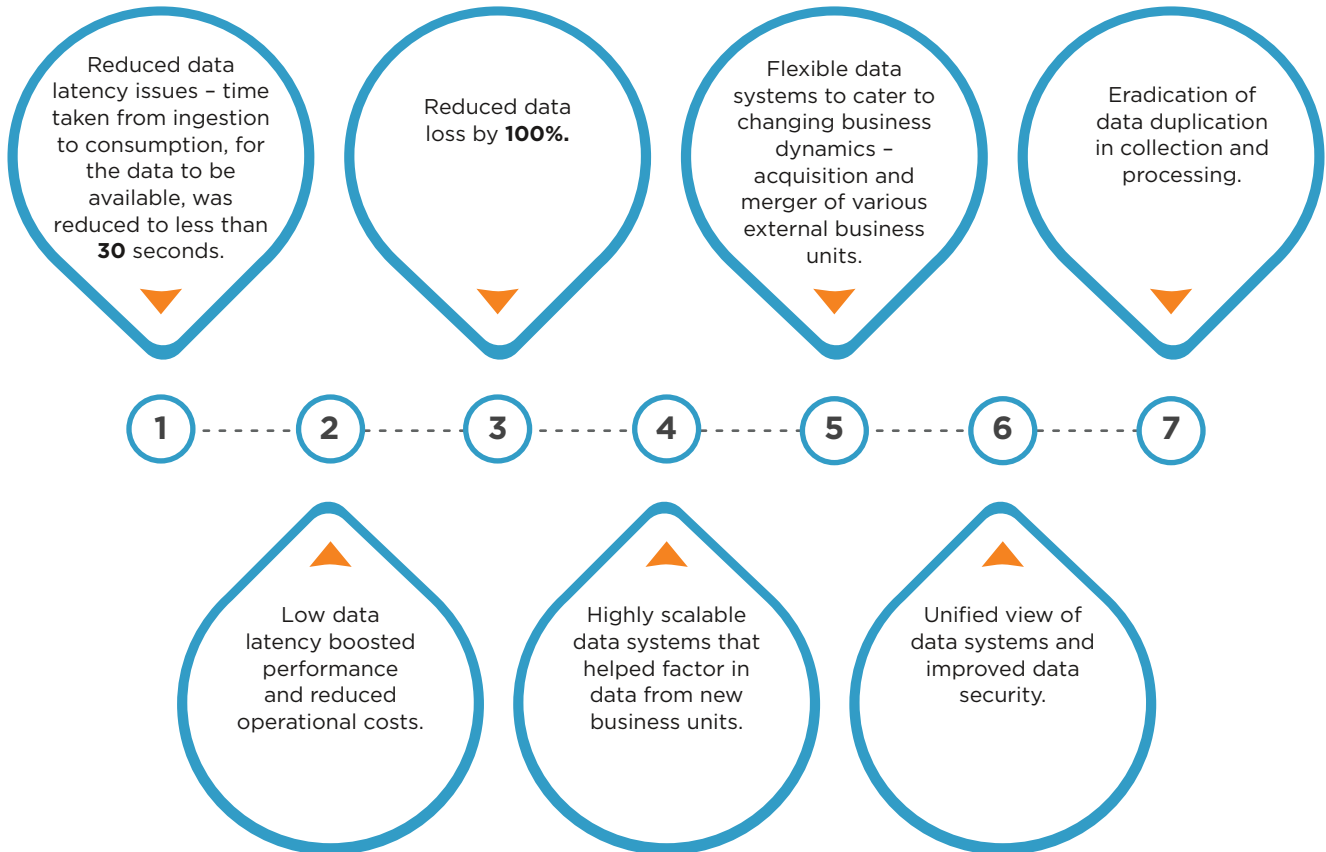 Reduced data
latency issues – time
taken from ingestion
to consumption, for
the data to be
available, was
reduced to less than
30 seconds.
Reduced data
loss by 100%.
Flexible data
systems to cater to
changing business
dynamics –
acquisition and
merger of various
external business
units.
Eradication of
data duplication
in collection and
processing.
1
2
3
4
5
6
7
Low data
latency boosted
performance
and reduced
operational costs.
Highly scalable
data systems that
helped factor in
data from new
business units.
Unified view of
data systems and
improved data
security.